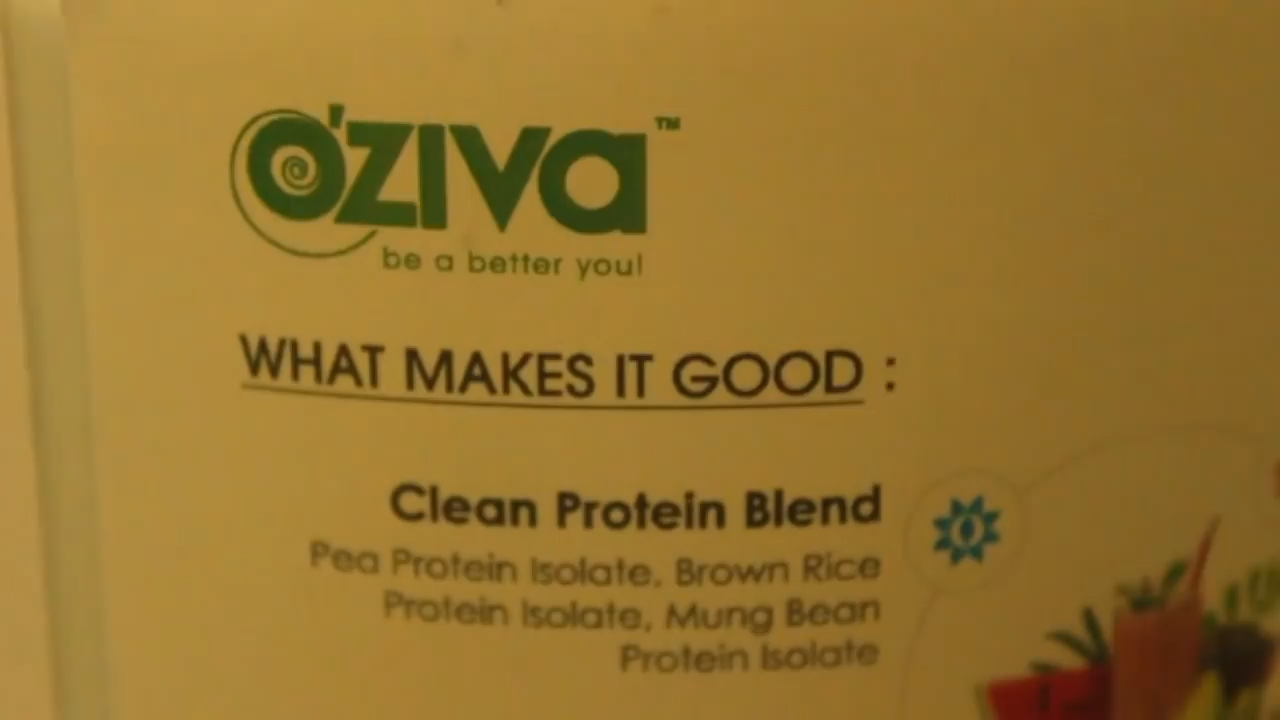 O'ZIVA™
be a better you!
WHAT MAKES IT GOOD :
Clean Protein Blend
Pea Protein Isolate, Brown Rice
Protein Isolate, Mung Bean
Protein Isolate